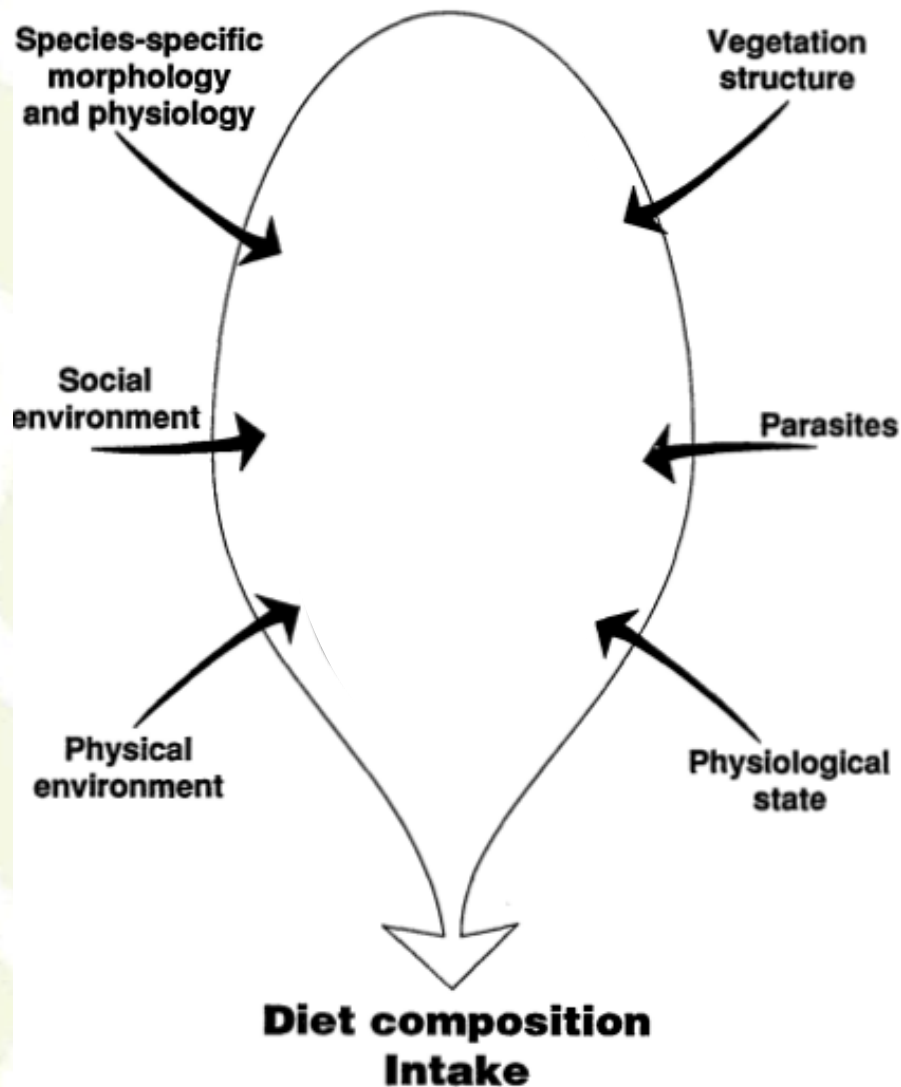 Species-specific
morphology
and physiology
Vegetation
structure
Social
environment
Parasites
Physical
environment
Physiological
state
Diet composition
Intake